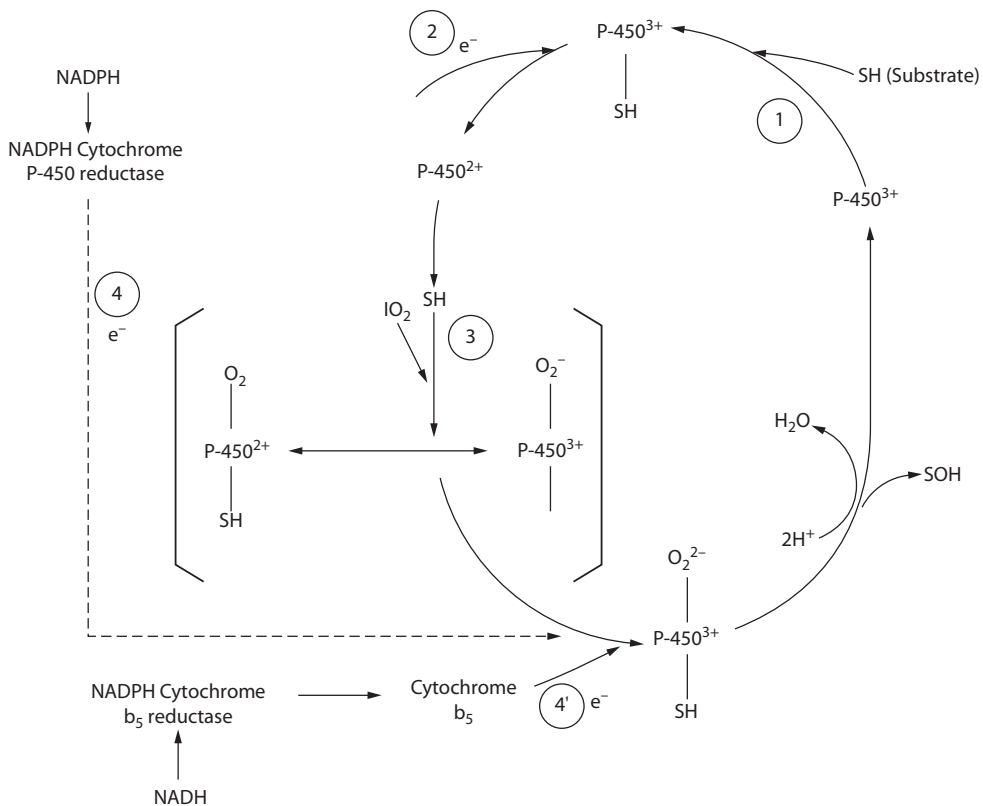 2
e⁻
P-450³⁺
SH
NADPH
SH (Substrate)
1
NADPH Cytochrome
P-450 reductase
P-450²⁺
P-450³⁺
4
e⁻
SH
IO₂
3
O₂
P-450²⁺
SH
O₂⁻
P-450³⁺
H₂O
SOH
2H⁺
O₂²⁻
P-450³⁺
SH
NADPH Cytochrome
b₅ reductase
Cytochrome
b₅
4'
e⁻
NADH